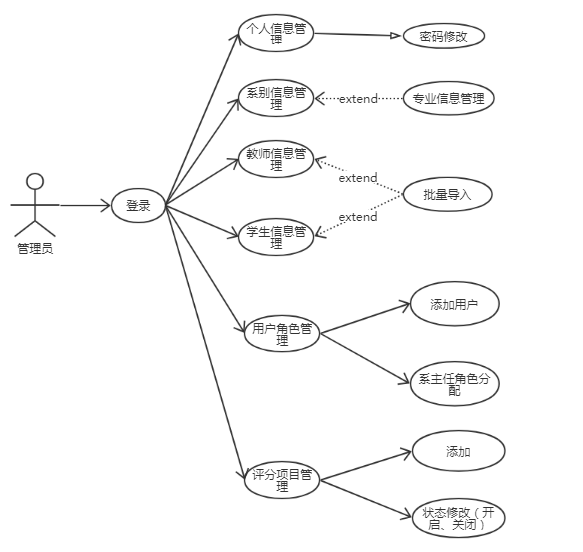 个人信息管
理
密码修改
系别信息管
理
extend
专业信息管理
教师信息管
理
extend
批量导入
登录
管理员
extend
学生信息管
理
用户角色管
理
添加用户
系主任角色分
配
评分项目管
理
添加
状态修改（开
启、关闭）